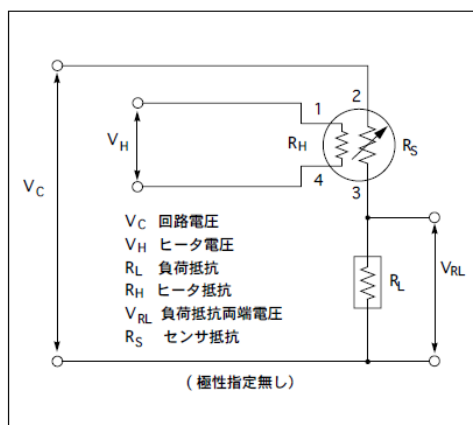 2
1
V_H
R_H
R_S
4
3
V_C
V_C 回路電圧
V_H ヒータ電圧
R_L 負荷抵抗
R_H ヒータ抵抗
V_RL 負荷抵抗両端電圧
R_S センサ抵抗
R_L
V_RL
(極性指定無し)